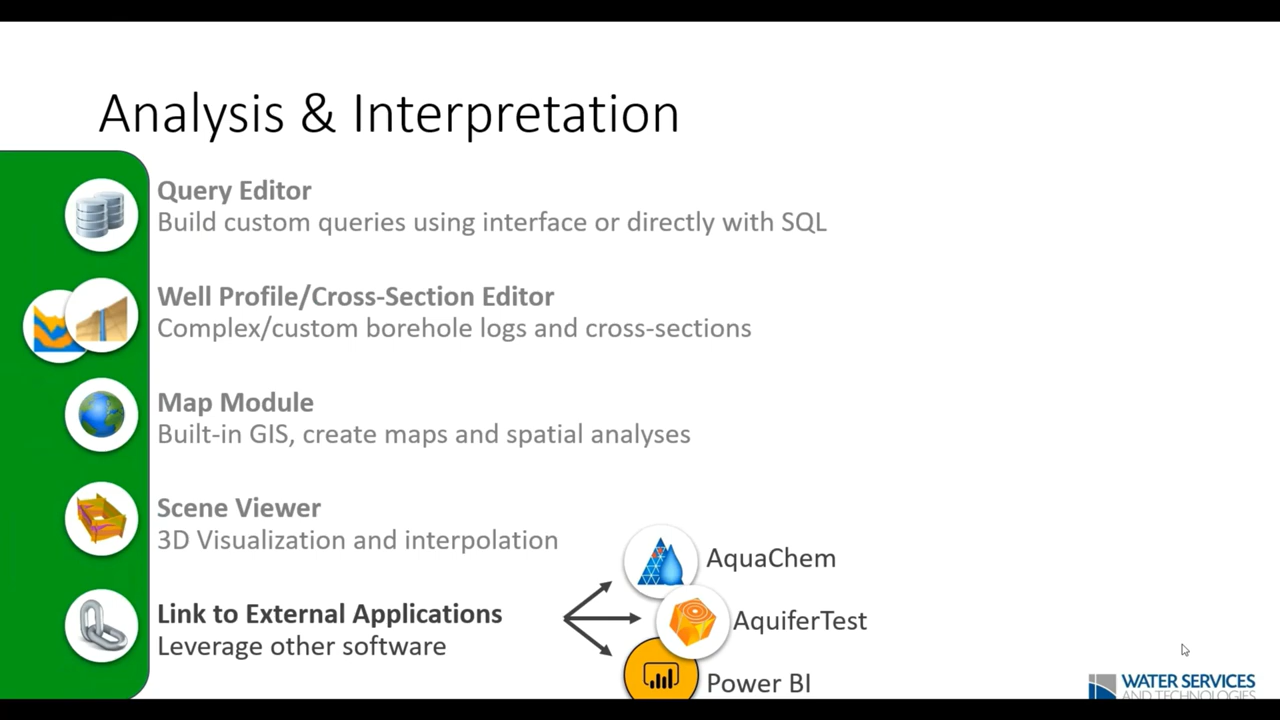 Analysis & Interpretation
Query Editor
Build custom queries using interface or directly with SQL
Well Profile/Cross-Section Editor
Complex/custom borehole logs and cross-sections
Map Module
Built-in GIS, create maps and spatial analyses
Scene Viewer
3D Visualization and interpolation
Link to External Applications
Leverage other software
AquaChem
AquiferTest
Power BI
WATER SERVICES
AND TECHNOLOGIES